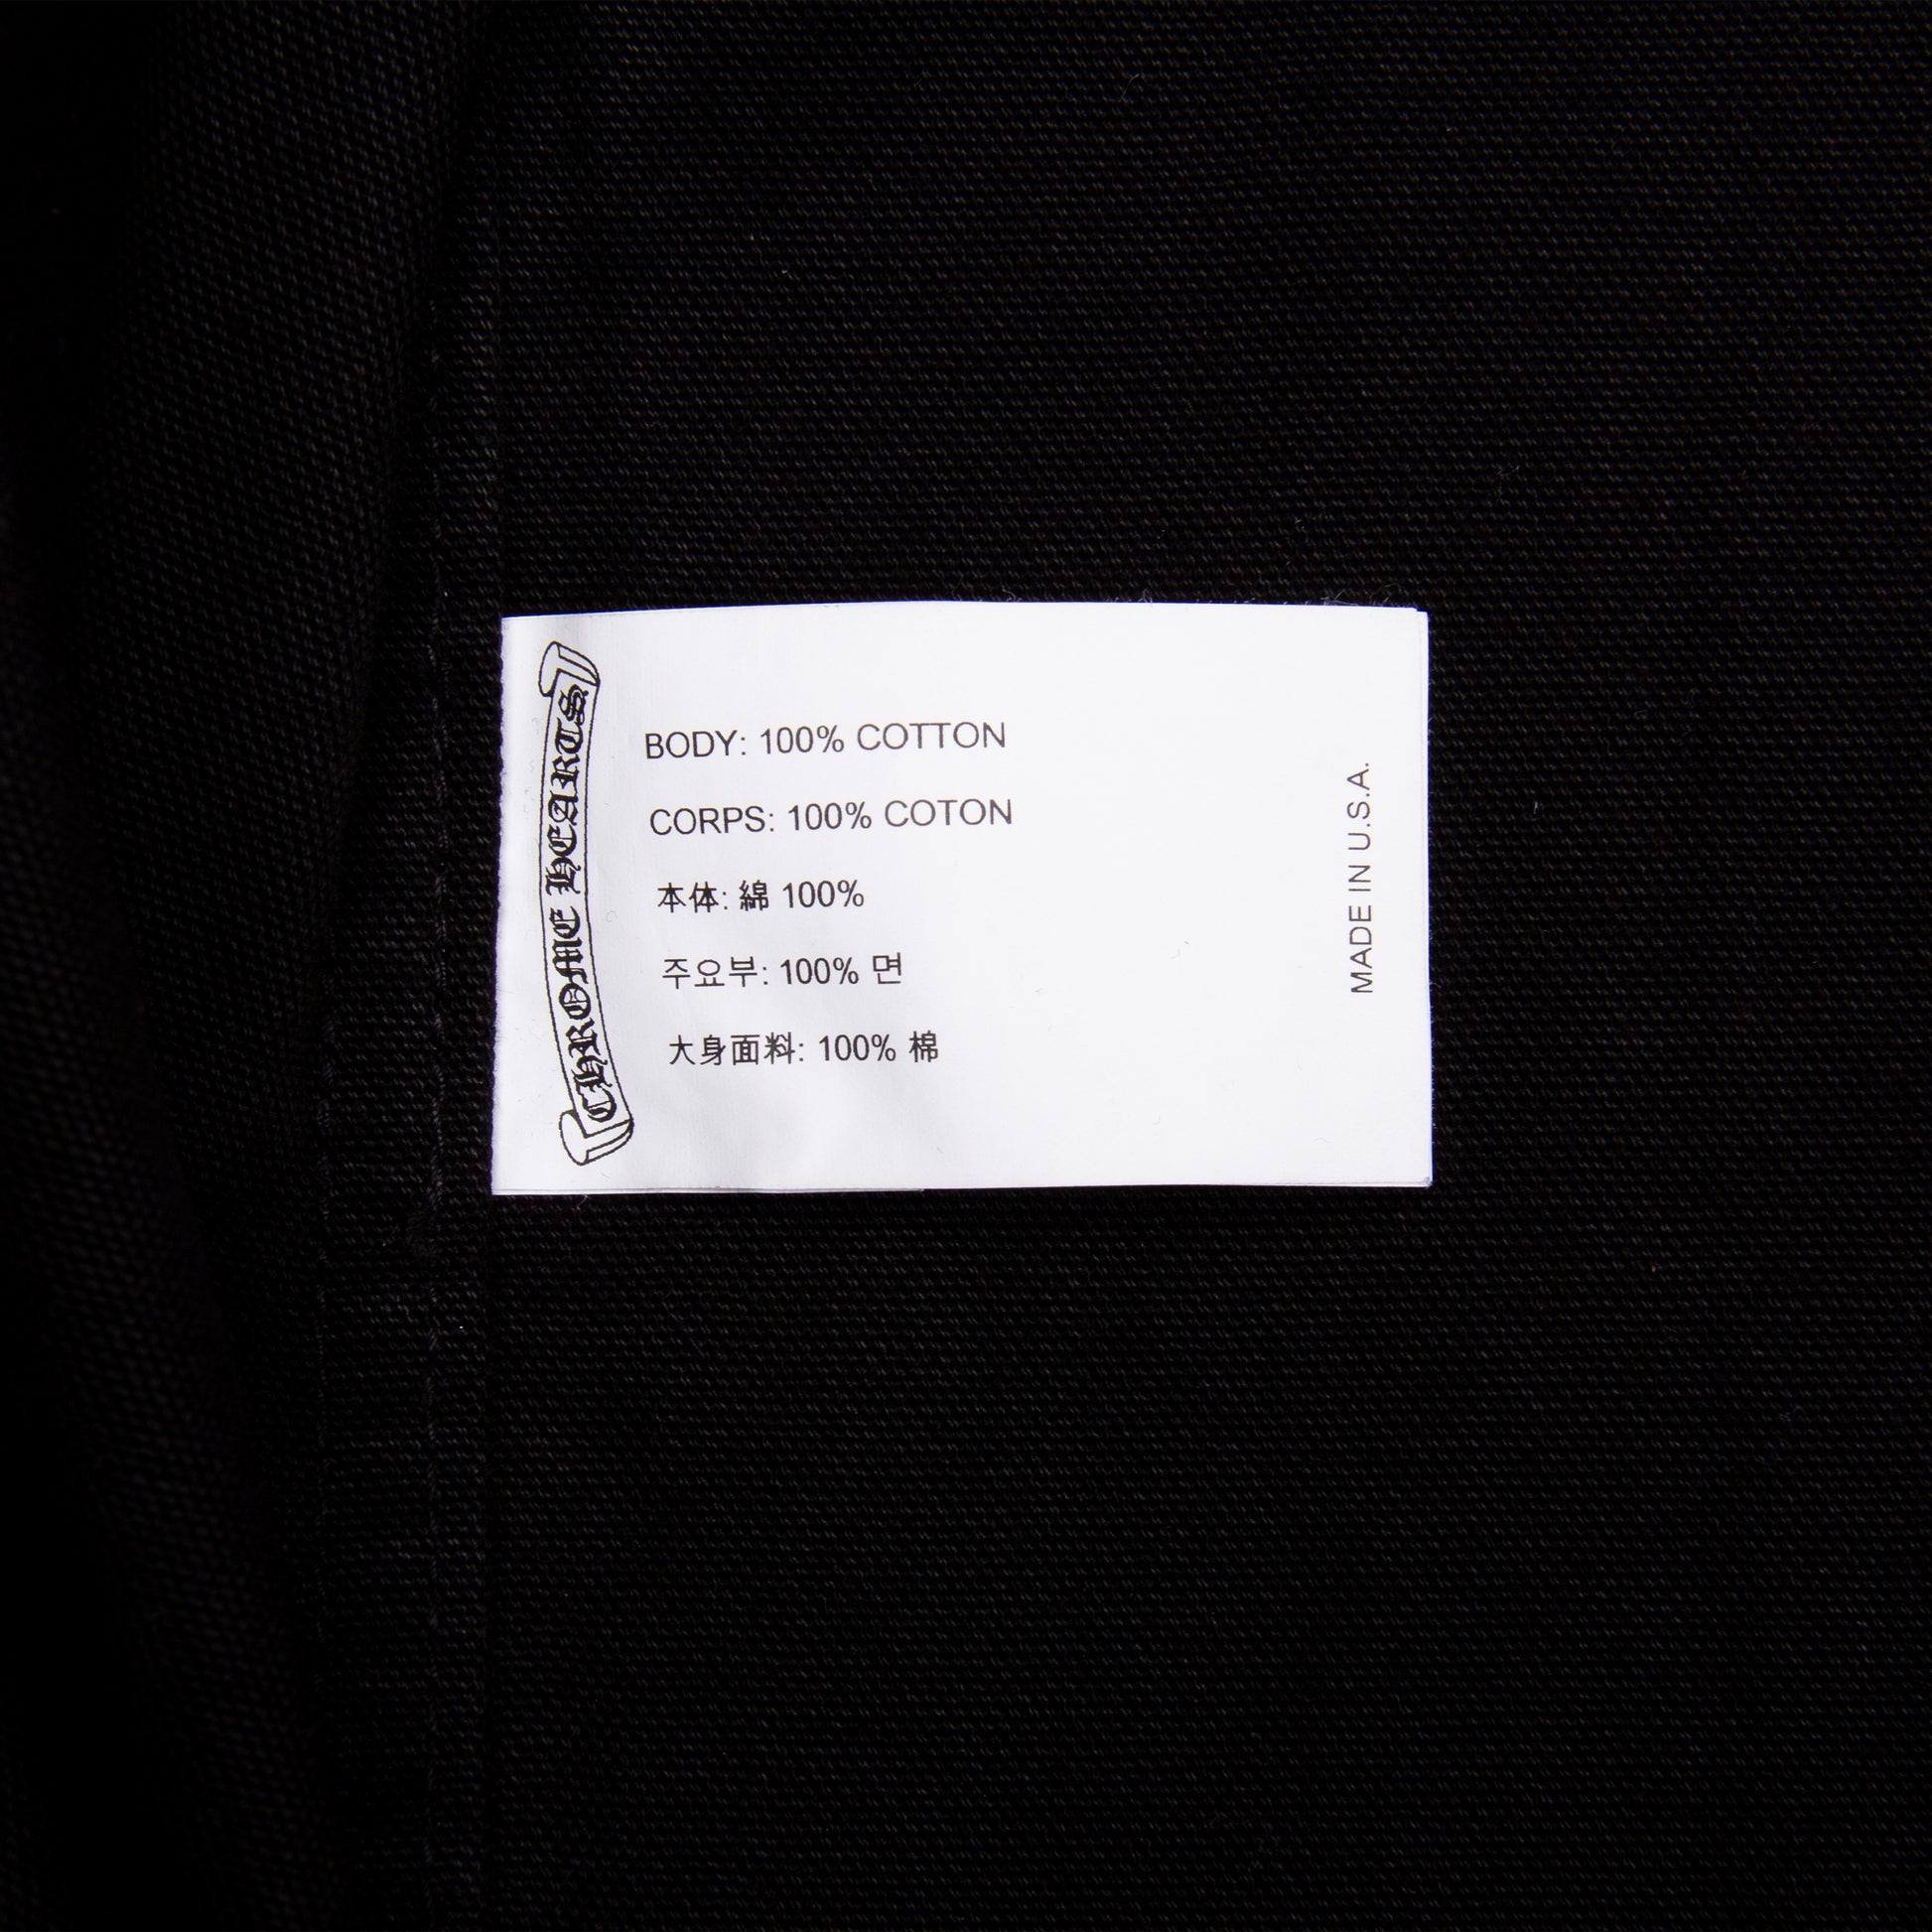 CHROME HEARTS
BODY: 100% COTTON
CORPS: 100% COTON
本体: 綿 100%
주요부: 100% 면
大身面料: 100% 棉
MADE IN U.S.A.